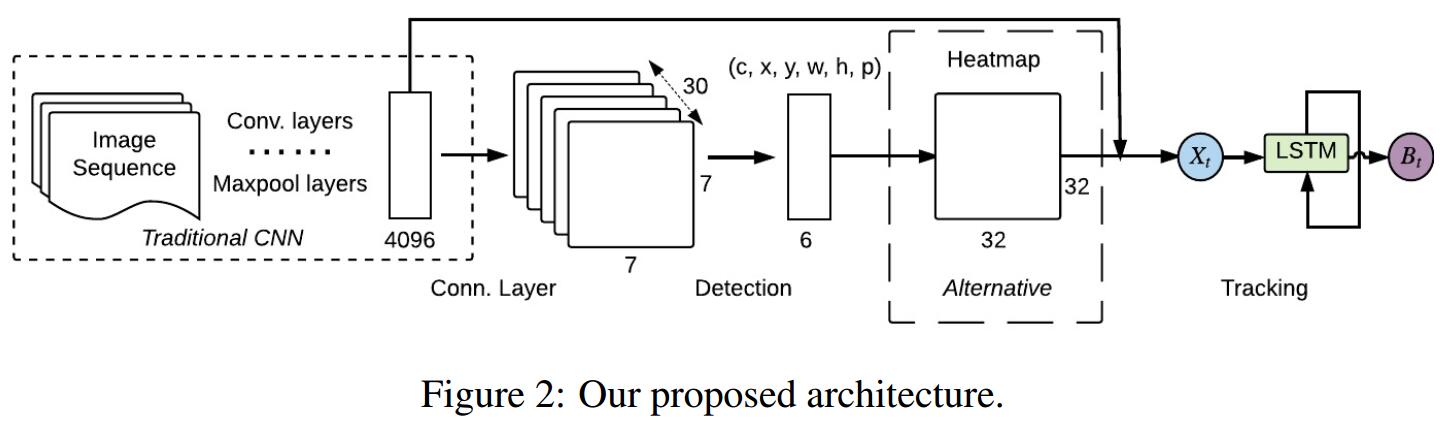 Image
Sequence
Conv. layers
......
Maxpool layers
Traditional CNN
4096
Conn. Layer
30
7
7
Detection
(c, x, y, w, h, p)
6
Heatmap
32
32
Alternative
X_t
LSTM
B_t
Tracking
Figure 2: Our proposed architecture.